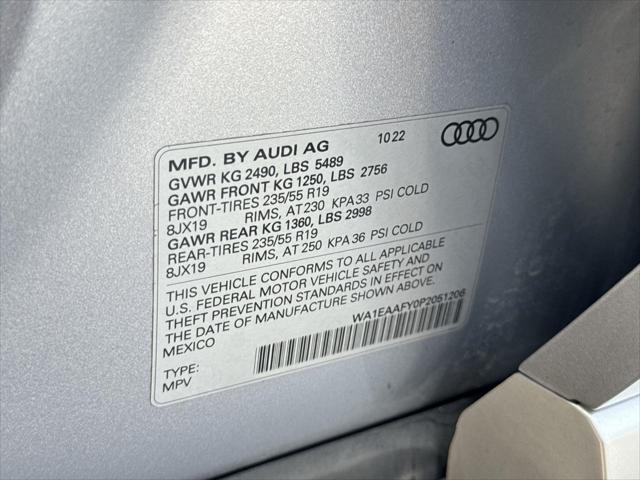 MFD. BY AUDI AG 10 22
GVWR KG 2490, LBS 5489
GAWR FRONT KG 1250, LBS 2756
FRONT-TIRES 235/55 R19
8JX19 RIMS, AT 230 KPA 33 PSI COLD
GAWR REAR KG 1360, LBS 2998
REAR-TIRES 235/55 R19
8JX19 RIMS, AT 250 KPA 36 PSI COLD
THIS VEHICLE CONFORMS TO ALL APPLICABLE
U.S. FEDERAL MOTOR VEHICLE SAFETY AND
THEFT PREVENTION STANDARDS IN EFFECT ON
THE DATE OF MANUFACTURE SHOWN ABOVE.
MEXICO WA1EAAFY0P2051206
TYPE:
MPV